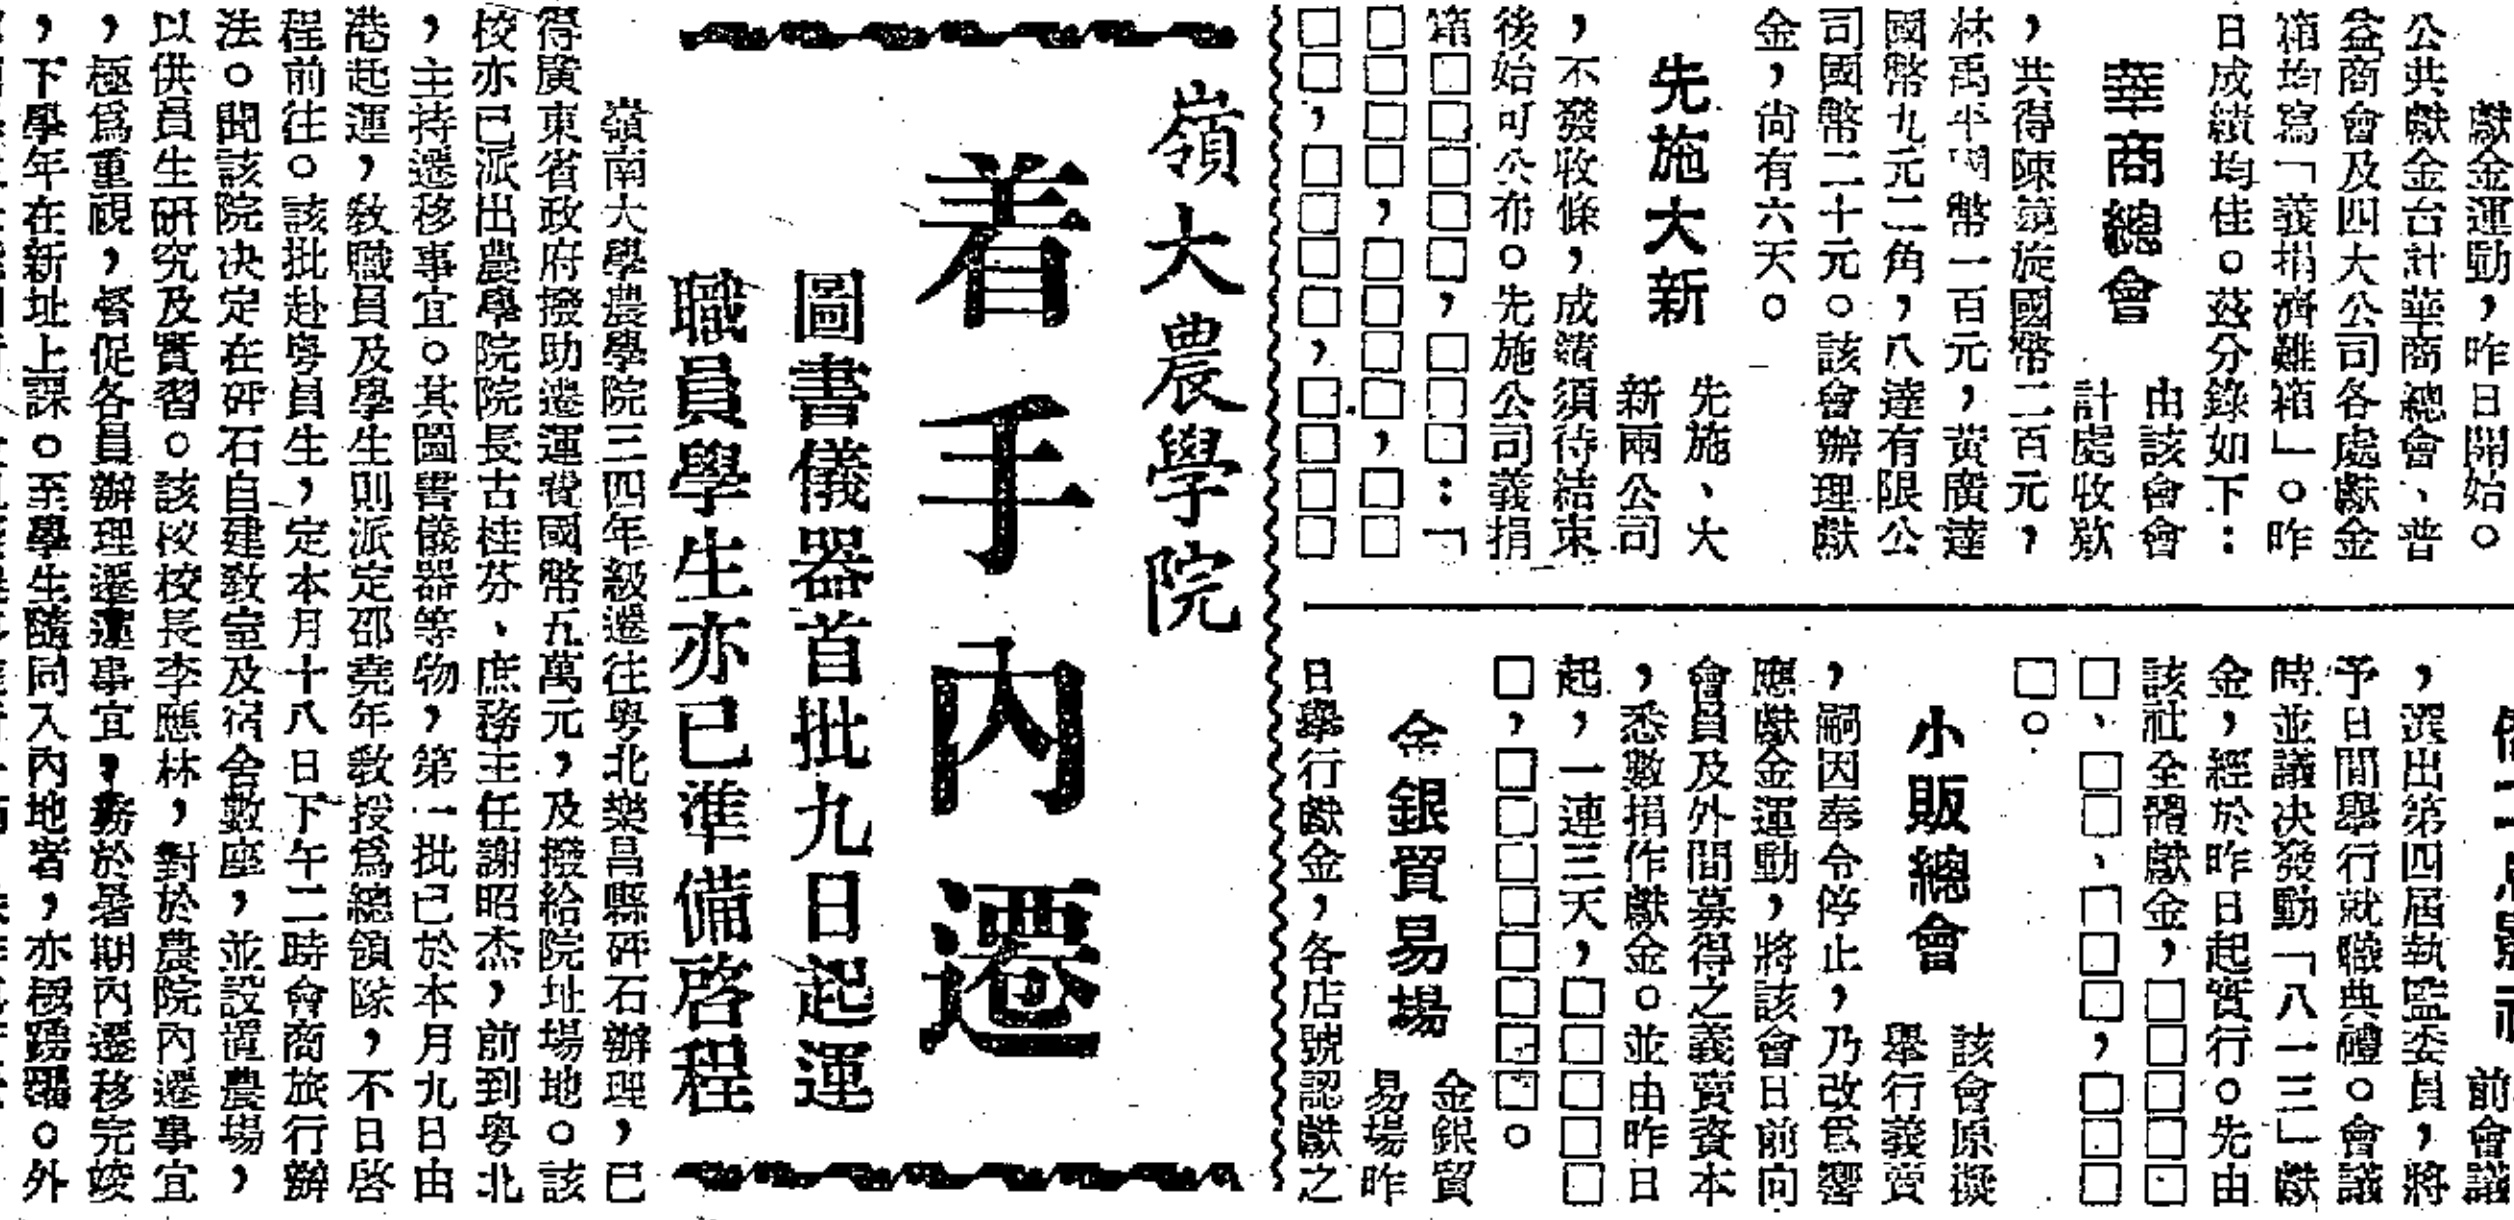 獻金運動，昨日開始。
公共獻金台計華商總會、普
益商會及四大公司各處獻金
箱均寫「義捐濟難箱」。昨
日成績均佳。茲分錄如下：
華商總會
由該會會
計處收欵
，共得陳鏡旋國幣二百元，
林禹平國幣一百元，黃廣達
國幣九元二角，八達有限公
司國幣二十元。該會辦理獻
金，尚有六天。
先施大新
先施、大
新兩公司
，不發收條，成績須待結束
後始可公布。先施公司義捐
箱□□□□□，□□□：「
□□□□，□□□□，□□
□□，□□□□，□□□□
前會議
，選出第四屆執監委員，將
予日間舉行就職典禮。會議
時並議决發動「八一三」獻
金，經於昨日起實行。先由
該社全體獻金，□□□□□
□、□□、□□□，□□□
□。
小販總會
該會原擬
舉行義賣
，嗣因奉令停止，乃改爲響
應獻金運動，將該會日前向
會員及外間募得之義賣資本
，悉數捐作獻金。並由昨日
起，一連三天，□□□□□
□，□□□□□□□□。
金銀貿易場
金銀貿
易場昨
日舉行獻金，各店號認獻之
嶺大農學院
着手內遷
圖書儀器首批九日起運
職員學生亦已準備啓程
嶺南大學農學院三四年級遷往粤北樂昌縣砰石辦理，已
得廣東省政府撥助遷運費國幣五萬元，及撥給院址塲地。該
校亦已派出農學院院長古桂芬、庶務主任謝昭杰，前到粤北
，主持遷移事宜。其圖書儀器等物，第一批已於本月九日由
港起運，敎職員及學生則派定邵堯年敎授爲總領隊，不日啓
程前往。該批赴粤員生，定本月十八日下午二時會商旅行辦
法。聞該院决定在砰石自建敎室及宿舍數座，並設置農塲，
以供員生研究及實習。該校校長李應林，對於農院內遷事宜
，極爲重視，督促各員辦理遷運事宜，務於暑期內遷移完竣
，下學年在新址上課。至學生隨同入內地者，亦極踴躍。外